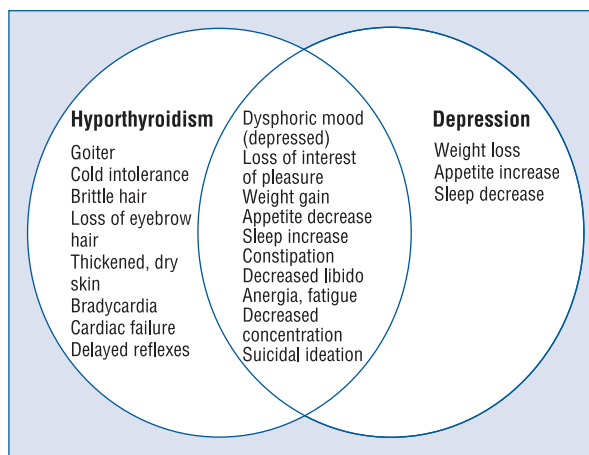 Hyporthyroidism
Goiter
Cold intolerance
Brittle hair
Loss of eyebrow
hair
Thickened, dry
skin
Bradycardia
Cardiac failure
Delayed reflexes
Dysphoric mood
(depressed)
Loss of interest
of pleasure
Weight gain
Appetite decrease
Sleep increase
Constipation
Decreased libido
Anergia, fatigue
Decreased
concentration
Suicidal ideation
Depression
Weight loss
Appetite increase
Sleep decrease